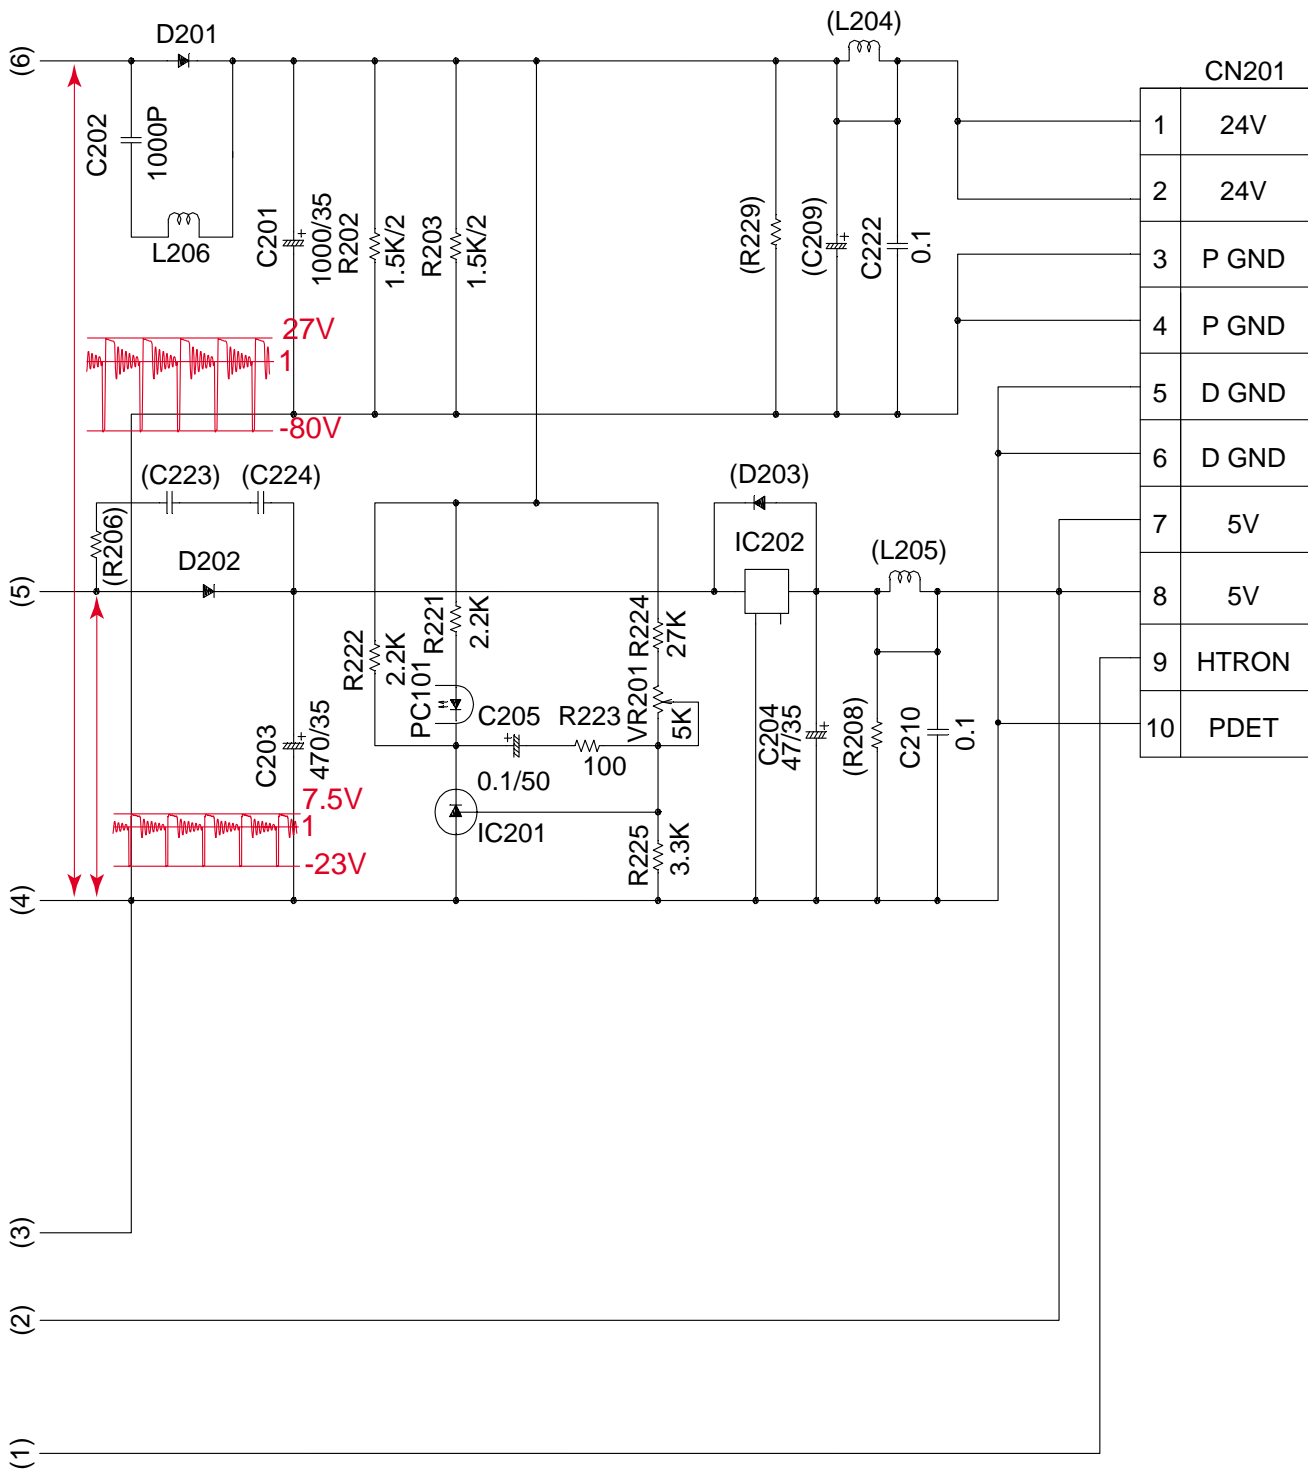 (L204)
D201
(6)
CN201
1 24V
2 24V
3 P GND
4 P GND
5 D GND
6 D GND
7 5V
8 5V
9 HTRON
10 PDET
C202
1000P
L206
C201
+
1000/35
R202
1.5K/2
R203
1.5K/2
(R229)
(C209)
+
C222
0.1
27V
1
-80V
(C223)
(C224)
(R206)
D202
(5)
(D203)
IC202
(L205)
R222
2.2K
R221
2.2K
PC101
R224
27K
VR201
5K
C205
+
0.1/50
R223
100
C203
+
470/35
C204
47/35
+
(R208)
C210
0.1
7.5V
1
-23V
IC201
R225
3.3K
(4)
(3)
(2)
(1)